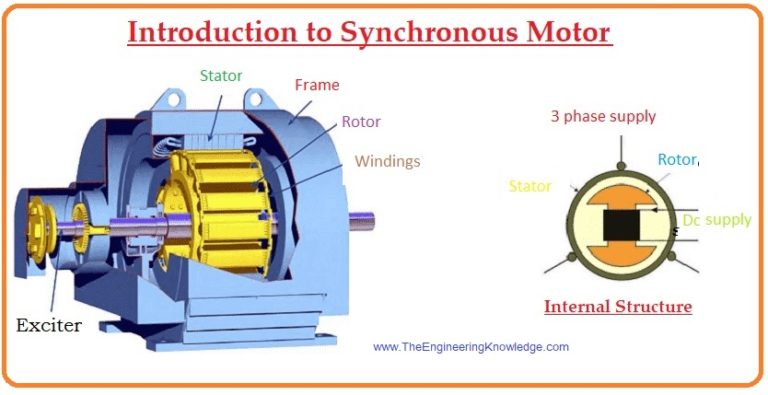 Introduction to Synchronous Motor
Stator
Frame
Rotor
Windings
Exciter
3 phase supply
Rotor
Stator
Dc supply
s
Internal Structure
www.TheEngineeringKnowledge.com